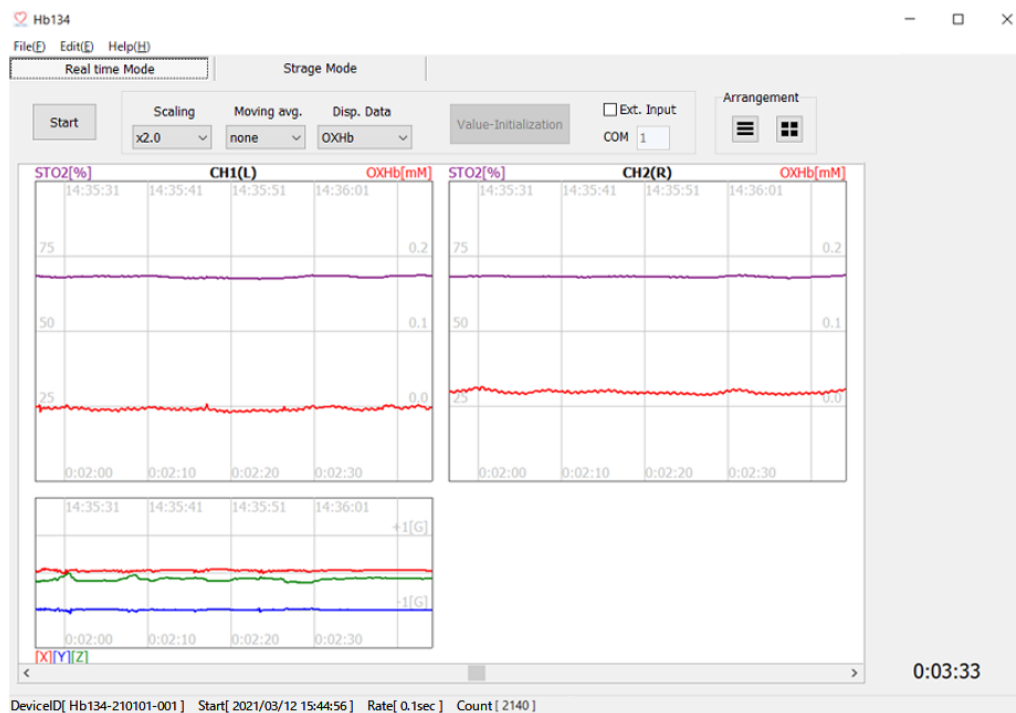 Hb134
File(F) Edit(E) Help(H)
Real time Mode Strage Mode
Start
Scaling Moving avg. Disp. Data
x2.0 none OXHb
Value-Initialization
Ext. Input
COM 1
Arrangement
STO2[%] CH1(L) OXHb[mM]
14:35:31 14:35:41 14:35:51 14:36:01
75 0.2
50 0.1
25 0.0
0:02:00 0:02:10 0:02:20 0:02:30
STO2[%] CH2(R) OXHb[mM]
14:35:31 14:35:41 14:35:51 14:36:01
75 0.2
50 0.1
25 0.0
0:02:00 0:02:10 0:02:20 0:02:30
14:35:31 14:35:41 14:35:51 14:36:01
+1[G]
-1[G]
0:02:00 0:02:10 0:02:20 0:02:30
[X][Y][Z]
0:03:33
DeviceID[ Hb134-210101-001 ] Start[ 2021/03/12 15:44:56 ] Rate[ 0.1sec ] Count [ 2140 ]